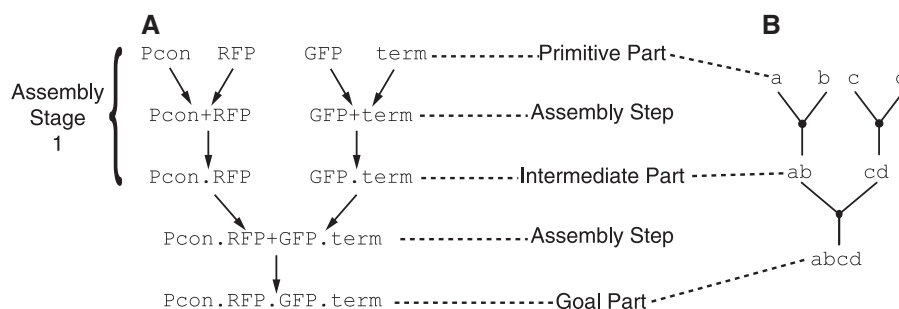 A B
Pcon RFP GFP term Primitive Part a b c
Assembly Stage 1
Pcon+RFP GFP+term Assembly Step
Pcon.RFP GFP.term Intermediate Part ab cd
Pcon.RFP+GFP.term Assembly Step
abcd
Pcon.RFP.GFP.term Goal Part